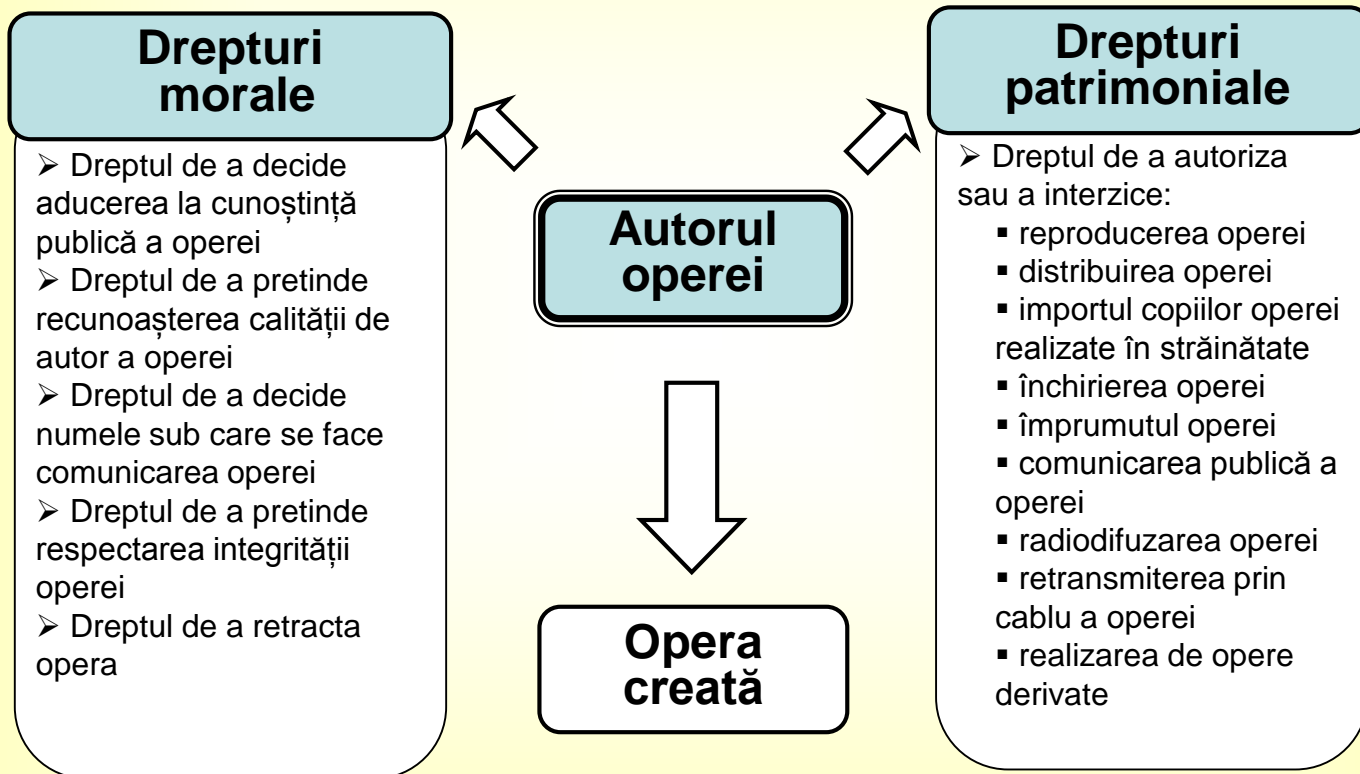 Drepturi
morale
➢ Dreptul de a decide
aducerea la cunoștință
publică a operei
➢ Dreptul de a pretinde
recunoașterea calității de
autor a operei
➢ Dreptul de a decide
numele sub care se face
comunicarea operei
➢ Dreptul de a pretinde
respectarea integrității
operei
➢ Dreptul de a retracta
opera
Autorul
operei
Opera
creată
Drepturi
patrimoniale
➢ Dreptul de a autoriza
sau a interzice:
▪ reproducerea operei
▪ distribuirea operei
▪ importul copiilor operei
realizate în străinătate
▪ închirierea operei
▪ împrumutul operei
▪ comunicarea publică a
operei
▪ radiodifuzarea operei
▪ retransmiterea prin
cablu a operei
▪ realizarea de opere
derivate